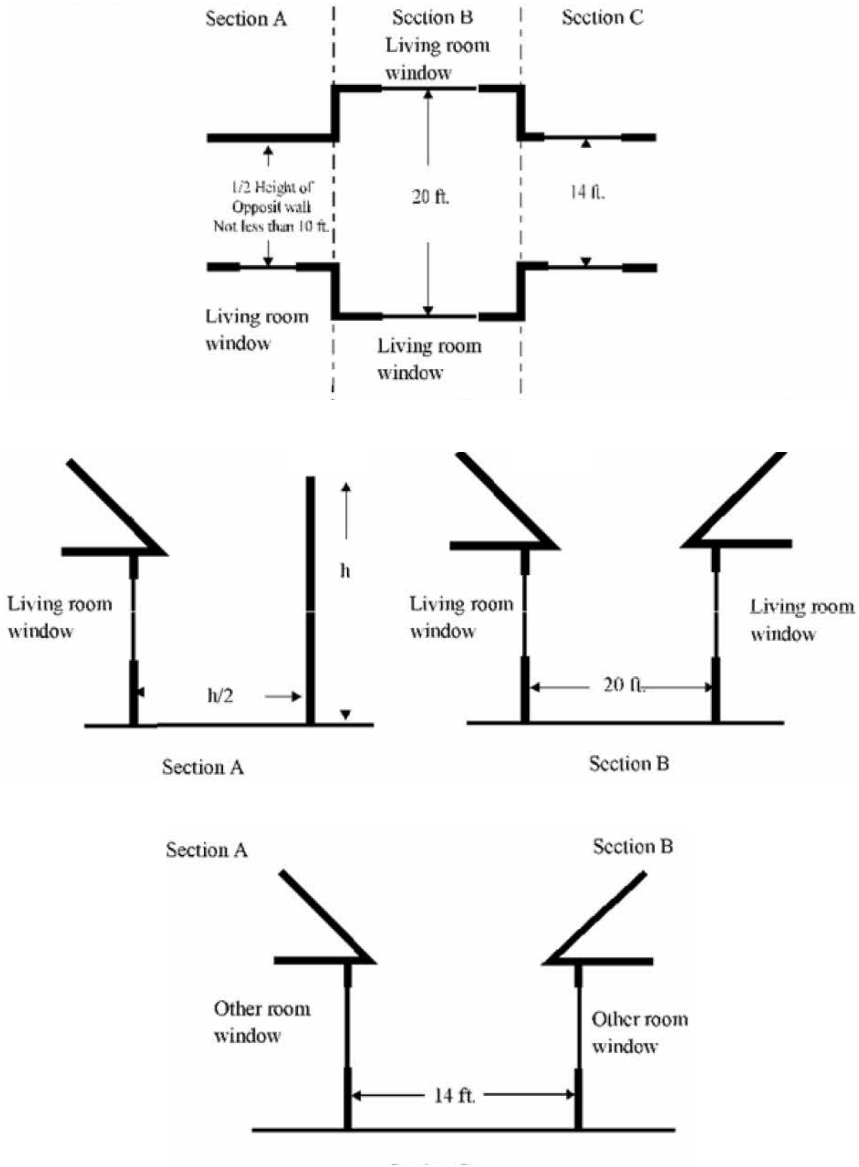 Section A
Section B
Section C
Living room
window
1/2 Height of
Opposit wall
Not less than 10 ft.
20 ft.
14 ft.
Living room
window
Living room
window
Living room
window
h
h/2
Section A
Living room
window
Living room
window
20 ft.
Section B
Section A
Section B
Other room
window
Other room
window
14 ft.